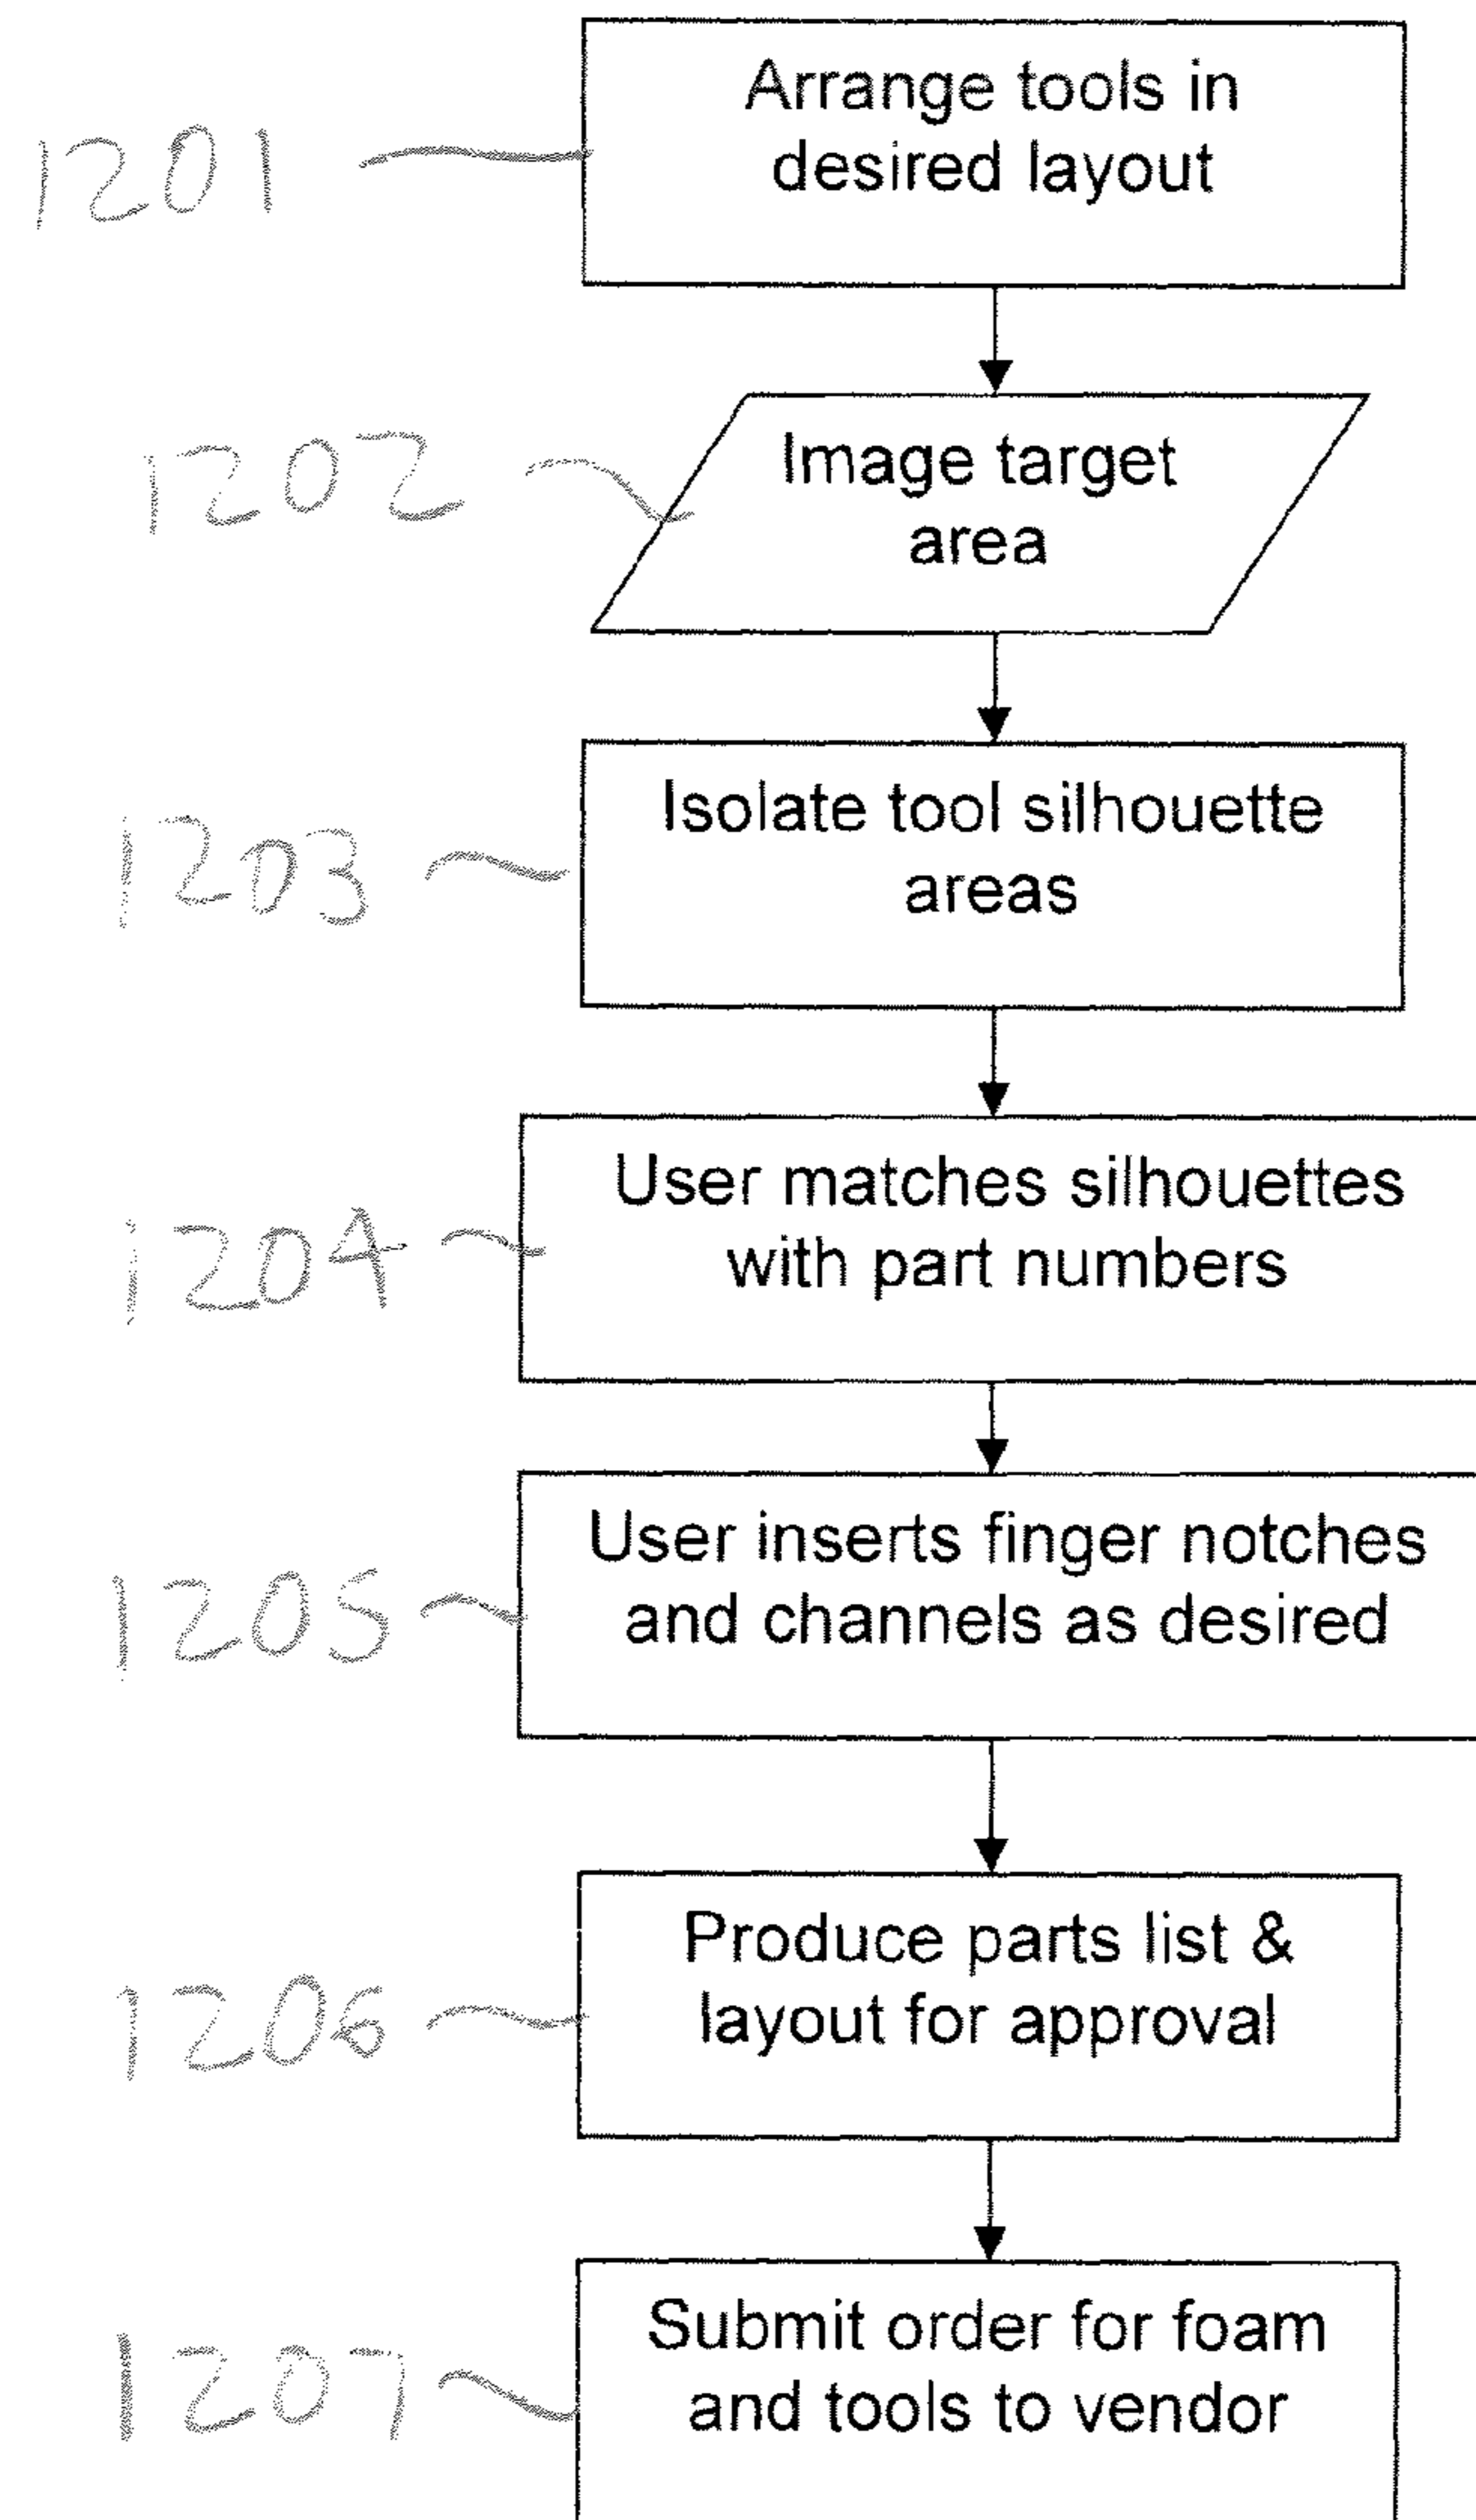 Arrange tools in
desired layout
1201
Image target
area
1202
Isolate tool silhouette
areas
1203
User matches silhouettes
with part numbers
1204
User inserts finger notches
and channels as desired
1205
Produce parts list &
layout for approval
1206
Submit order for foam
and tools to vendor
1207